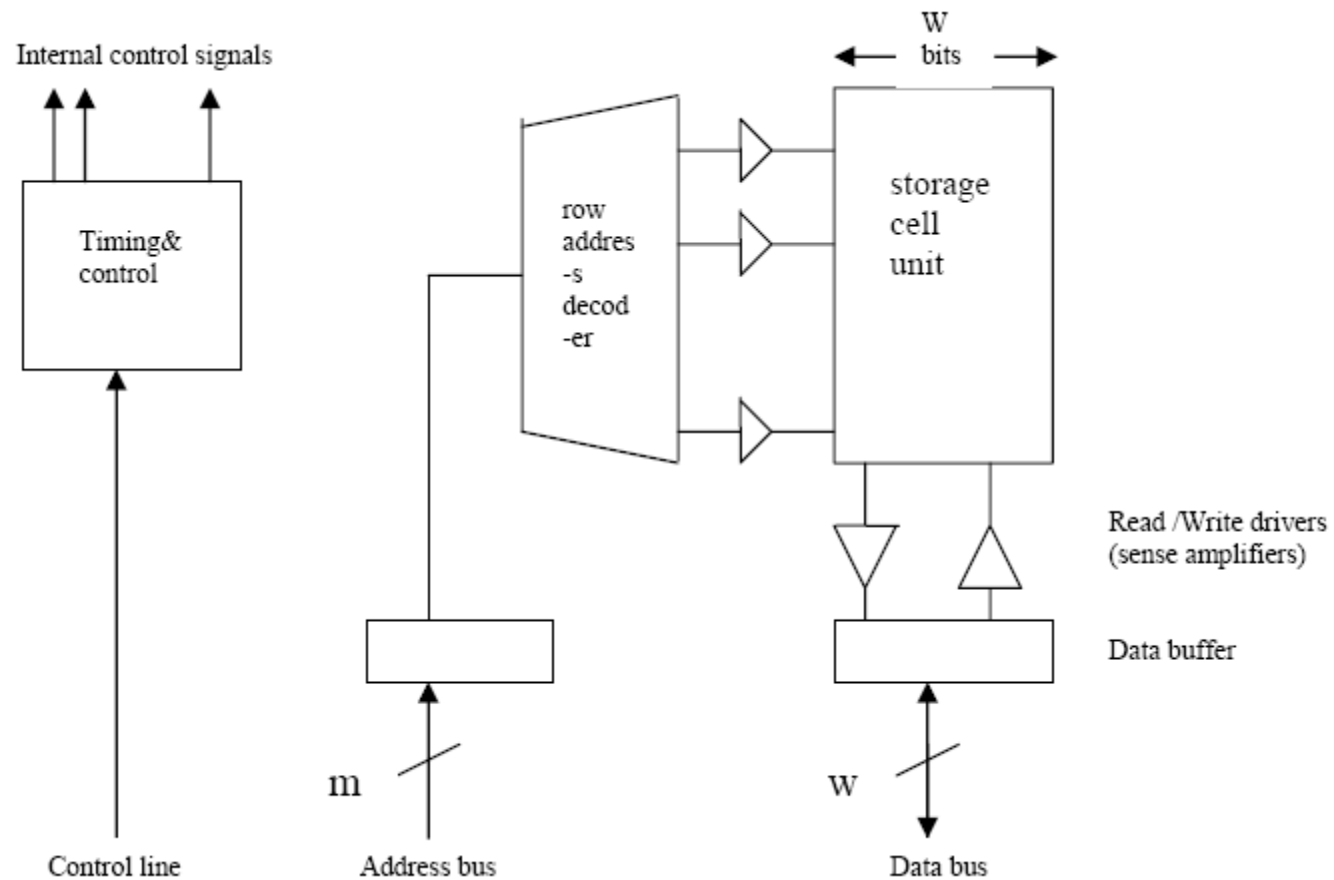 W
bits
Internal control signals
Timing&
control
row
addres
-s
decod
-er
storage
cell
unit
Read /Write drivers
(sense amplifiers)
Data buffer
m
w
Control line
Address bus
Data bus